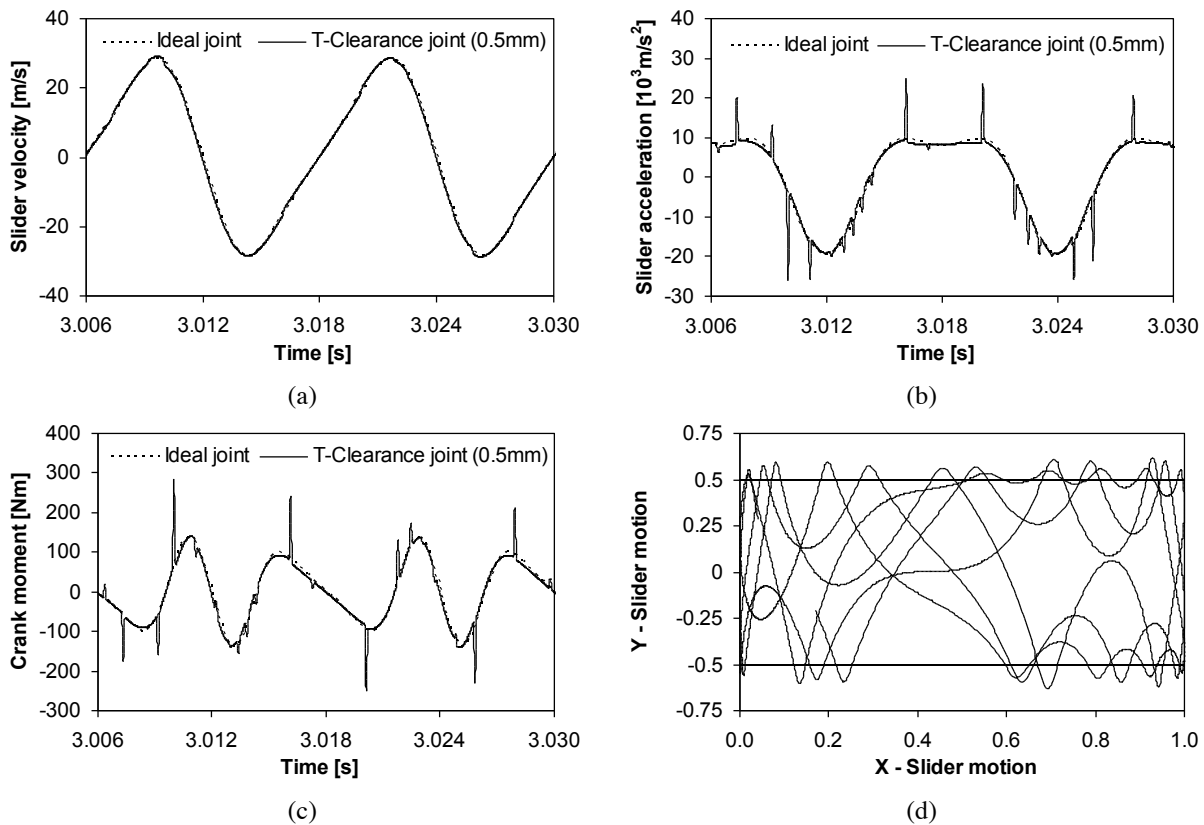 40
20
0
-20
-40
Slider velocity [m/s]
Ideal joint
T-Clearance joint (0.5mm)
3.006 3.012 3.018 3.024 3.030
Time [s]
(a)
40
30
20
10
0
-10
-20
-30
Slider acceleration [10³m/s²]
Ideal joint
T-Clearance joint (0.5mm)
3.006 3.012 3.018 3.024 3.030
Time [s]
(b)
400
300
200
100
0
-100
-200
-300
Crank moment [Nm]
Ideal joint
T-Clearance joint (0.5mm)
3.006 3.012 3.018 3.024 3.030
Time [s]
(c)
0.75
0.5
0.25
0
-0.25
-0.5
-0.75
Y - Slider motion
0.0 0.2 0.4 0.6 0.8 1.0
X - Slider motion
(d)